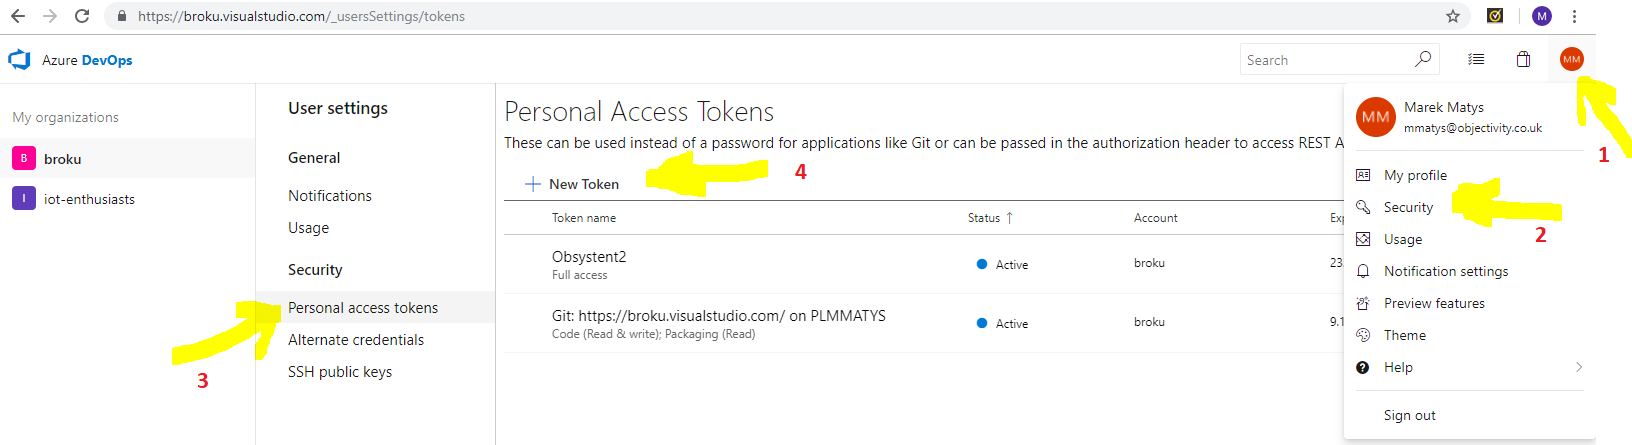 https://broku.visualstudio.com/_usersSettings/tokens
M
Azure DevOps
Search
MM
My organizations
B broku
I iot-enthusiasts
User settings
General
Notifications
Usage
Security
Personal access tokens
Alternate credentials
SSH public keys
3
Personal Access Tokens
These can be used instead of a password for applications like Git or can be passed in the authorization header to access REST A
New Token
4
Token name Status ↑ Account Exp
Obsystent2
Full access
Active broku 23.
Git: https://broku.visualstudio.com/ on PLMMATYS
Code (Read & write); Packaging (Read)
Active broku 9.1
MM
Marek Matys
mmatys@objectivity.co.uk
1
My profile
Security
2
Usage
Notification settings
Preview features
Theme
Help
Sign out